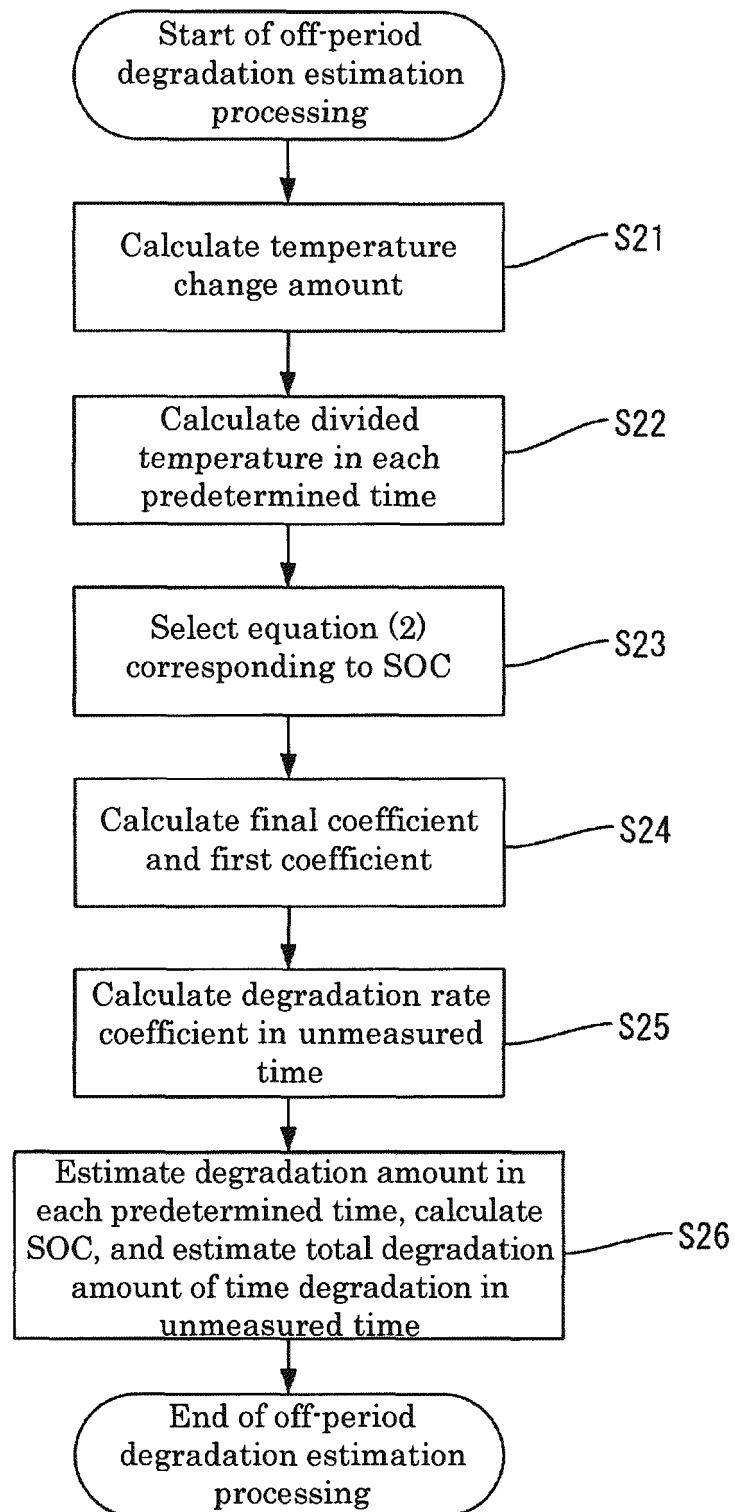 Start of off-period
degradation estimation
processing
Calculate temperature
change amount
S21
Calculate divided
temperature in each
predetermined time
S22
Select equation (2)
corresponding to SOC
S23
Calculate final coefficient
and first coefficient
S24
Calculate degradation rate
coefficient in unmeasured
time
S25
Estimate degradation amount in
each predetermined time, calculate
SOC, and estimate total degradation
amount of time degradation in
unmeasured time
S26
End of off-period
degradation estimation
processing